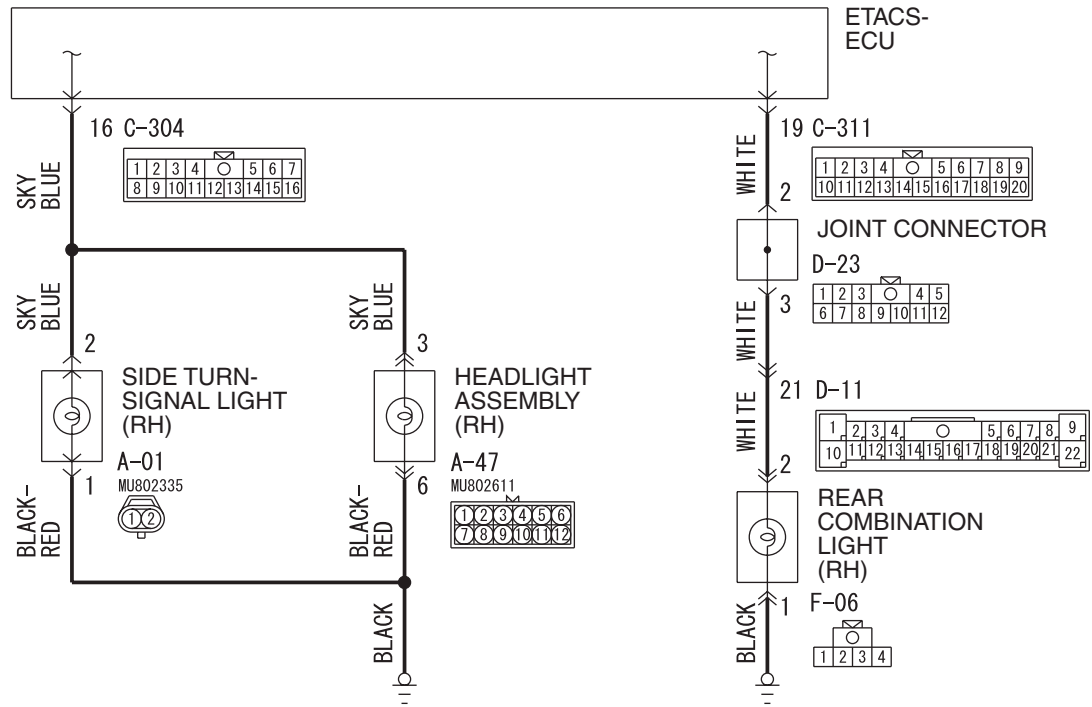 ETACS-
ECU
16 C-304
19 C-311
SKY
BLUE
1 2 3 4 5 6 7
8 9 10 11 12 13 14 15 16
WHITE
1 2 3 4 5 6 7 8 9
10 11 12 13 14 15 16 17 18 19 20
2
JOINT CONNECTOR
D-23
1 2 3 4 5
6 7 8 9 10 11 12
3
SKY
BLUE
SKY
BLUE
WHITE
2
3
SIDE TURN-
SIGNAL LIGHT
(RH)
A-01
MU802335
1 2
1
HEADLIGHT
ASSEMBLY
(RH)
A-47
MU802611
1 2 3 4 5 6
7 8 9 10 11 12
6
21 D-11
WHITE
1 2 3 4 5 6 7 8 9
10 11 12 13 14 15 16 17 18 19 20 21 22
2
REAR
COMBINATION
LIGHT
(RH)
F-06
1 2 3 4
1
BLACK-
RED
BLACK-
RED
BLACK
BLACK